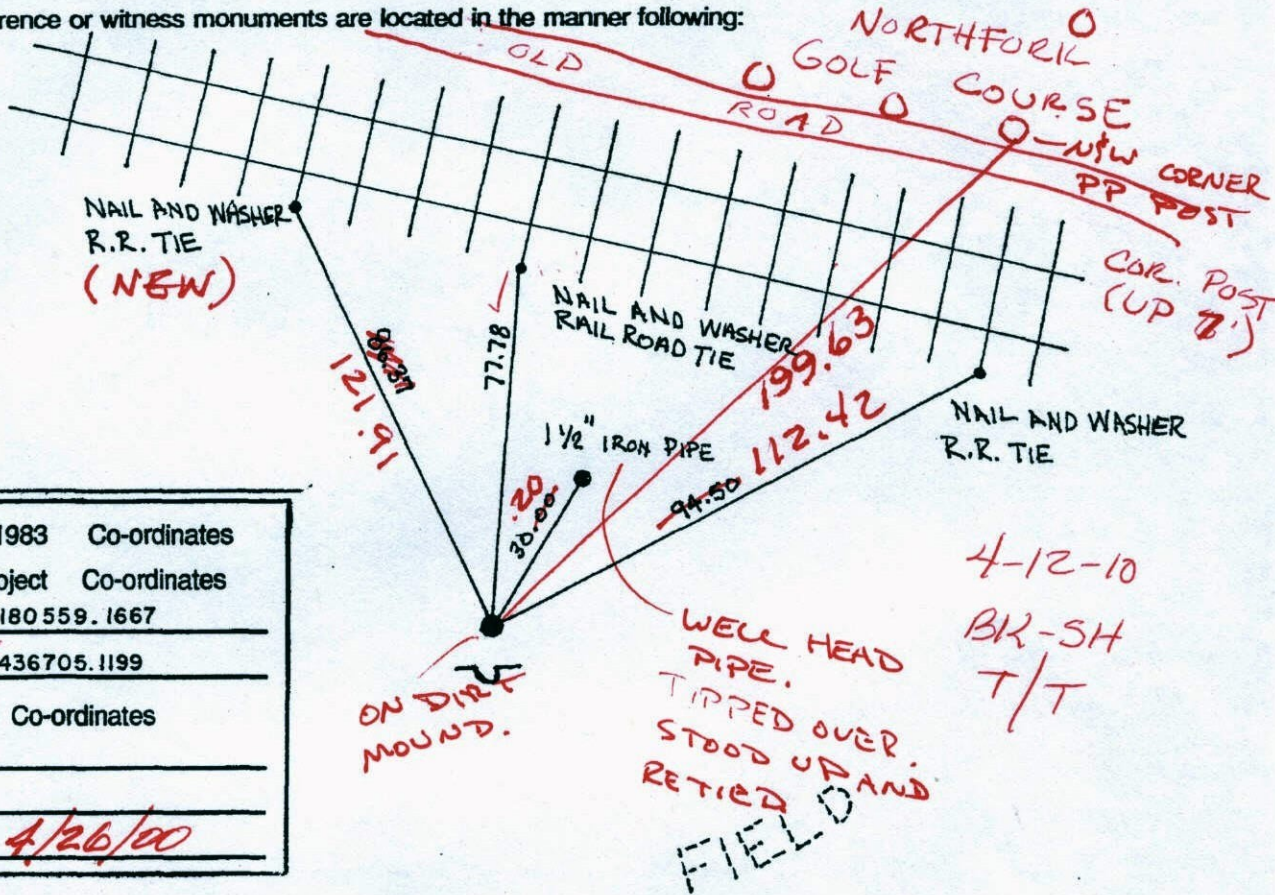 rence or witness monuments are located in the manner following:
NORTHFORK
GOLF COURSE
OLD
ROAD
N&W CORNER
PP POST
COR. POST
(UP 7')
NAIL AND WASHER
R.R. TIE
(NEW)
NAIL AND WASHER
RAIL ROAD TIE
NAIL AND WASHER
R.R. TIE
121.91
77.78
1 1/2" IRON PIPE
.20
30.00
199.63
94.50 112.42
1983 Co-ordinates
oject Co-ordinates
180559.1667
436705.1199
Co-ordinates
4/26/00
ON DIRT
MOUND.
WELL HEAD
PIPE.
TIPPED OVER.
STOOD UP AND
RETIED
FIELD
4-12-10
BK-SH
T/T